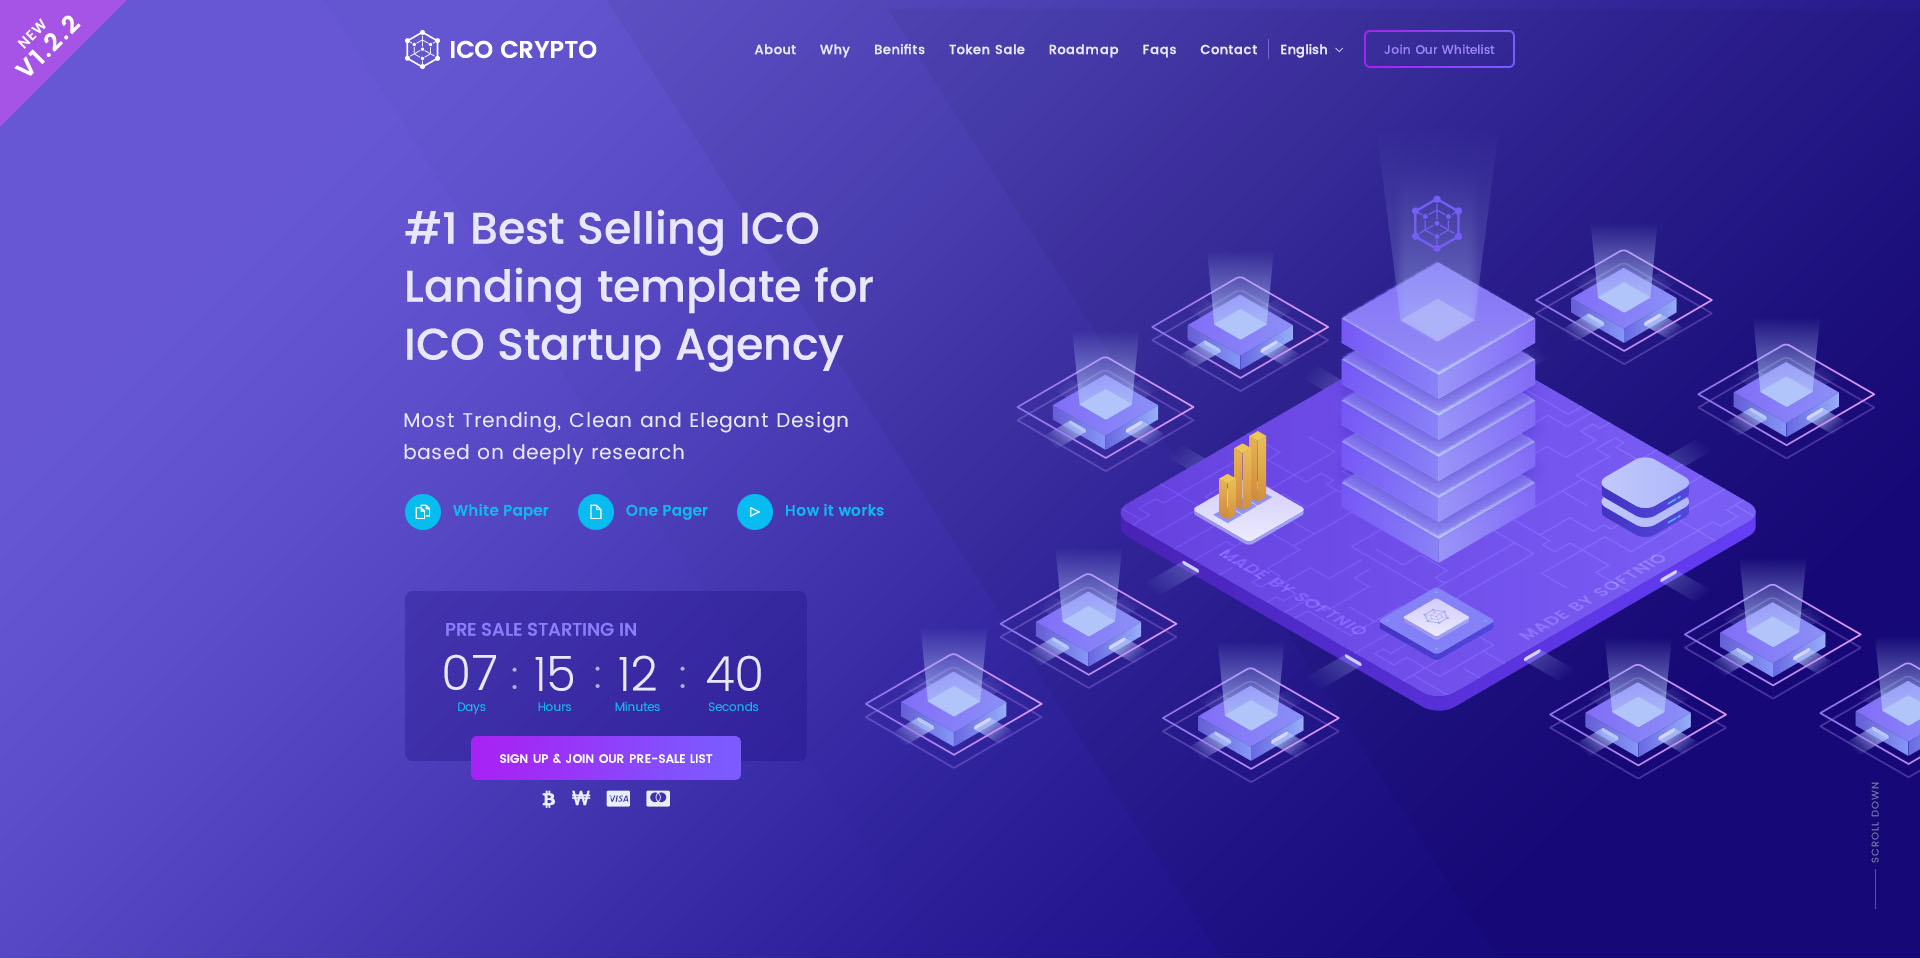 NEW
V1.2.2
ICO CRYPTO
About Why Benifits Token Sale Roadmap Faqs Contact English Join Our Whitelist
#1 Best Selling ICO
Landing template for
ICO Startup Agency
Most Trending, Clean and Elegant Design
based on deeply research
White Paper One Pager How it works
PRE SALE STARTING IN
07 : 15 : 12 : 40
Days Hours Minutes Seconds
SIGN UP & JOIN OUR PRE-SALE LIST
VISA
MADE BY SOFTNIO
MADE BY SOFTNIO
SCROLL DOWN